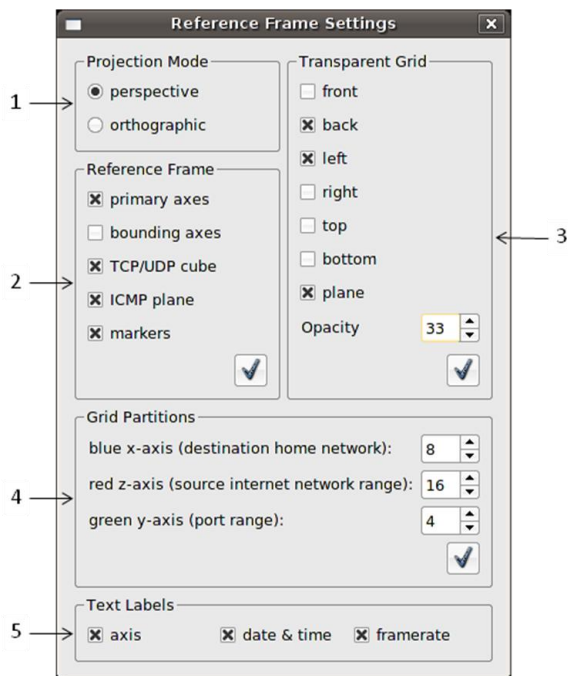 Reference Frame Settings
Projection Mode
1
perspective
orthographic
Reference Frame
2
primary axes
bounding axes
TCP/UDP cube
ICMP plane
markers
Transparent Grid
front
back
left
right
top
bottom
plane
Opacity 33
3
Grid Partitions
4
blue x-axis (destination home network): 8
red z-axis (source internet network range): 16
green y-axis (port range): 4
Text Labels
5
axis date & time framerate